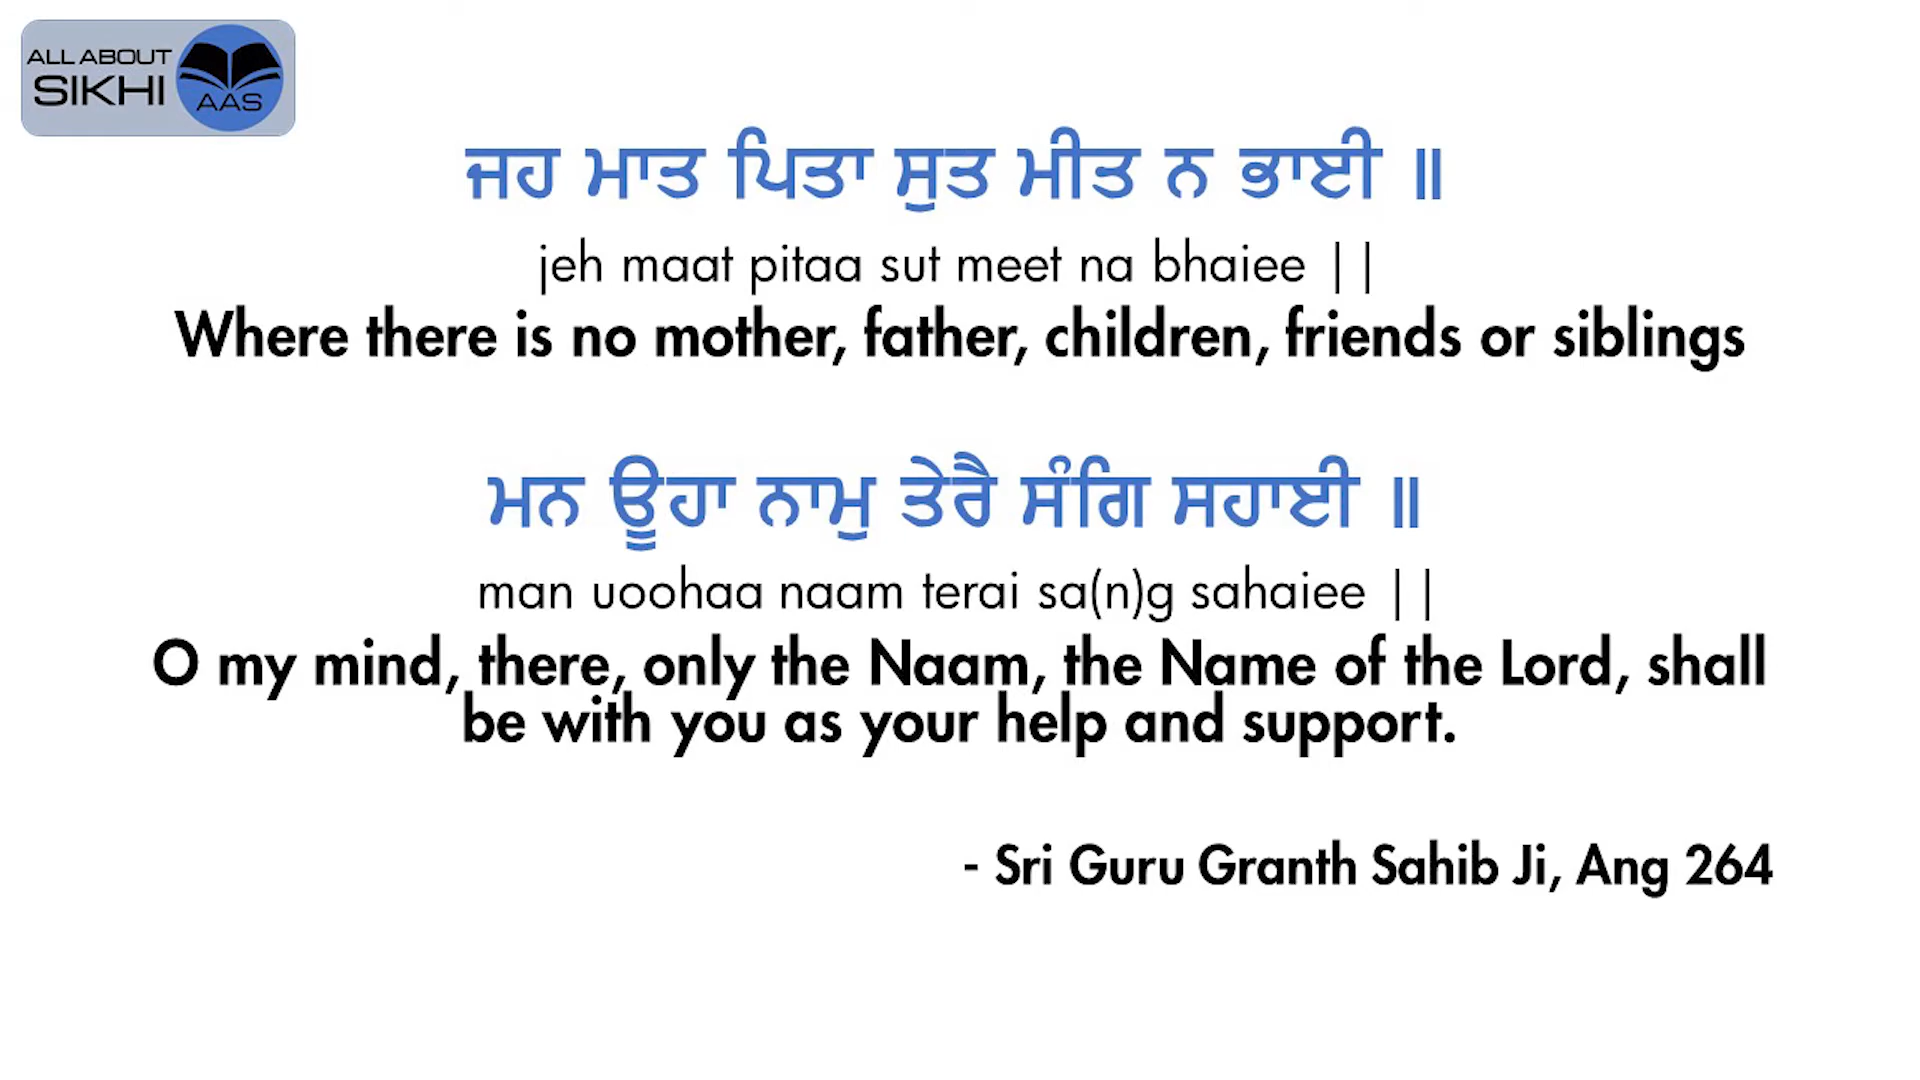 ALL ABOUT
SIKHI
AAS
ਜਹ ਮਾਤ ਪਿਤਾ ਸੁਤ ਮੀਤ ਨ ਭਾਈ ॥
jeh maat pitaa sut meet na bhaiee ||
Where there is no mother, father, children, friends or siblings
ਮਨ ਊਹਾ ਨਾਮੁ ਤੇਰੈ ਸੰਗਿ ਸਹਾਈ ॥
man uoohaa naam terai sa(n)g sahaiee ||
O my mind, there, only the Naam, the Name of the Lord, shall
be with you as your help and support.
- Sri Guru Granth Sahib Ji, Ang 264